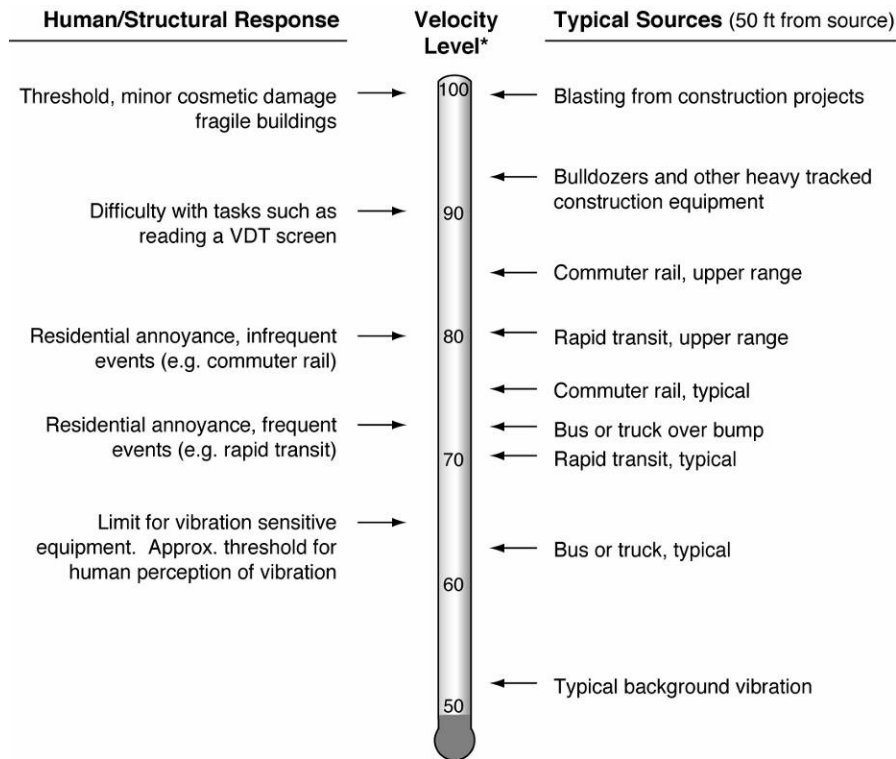 Human/Structural Response
Velocity
Level*
Typical Sources (50 ft from source)
Threshold, minor cosmetic damage
fragile buildings
100
Blasting from construction projects
Bulldozers and other heavy tracked
construction equipment
Difficulty with tasks such as
reading a VDT screen
90
Commuter rail, upper range
Residential annoyance, infrequent
events (e.g. commuter rail)
80
Rapid transit, upper range
Commuter rail, typical
Residential annoyance, frequent
events (e.g. rapid transit)
Bus or truck over bump
70
Rapid transit, typical
Limit for vibration sensitive
equipment. Approx. threshold for
human perception of vibration
Bus or truck, typical
60
Typical background vibration
50